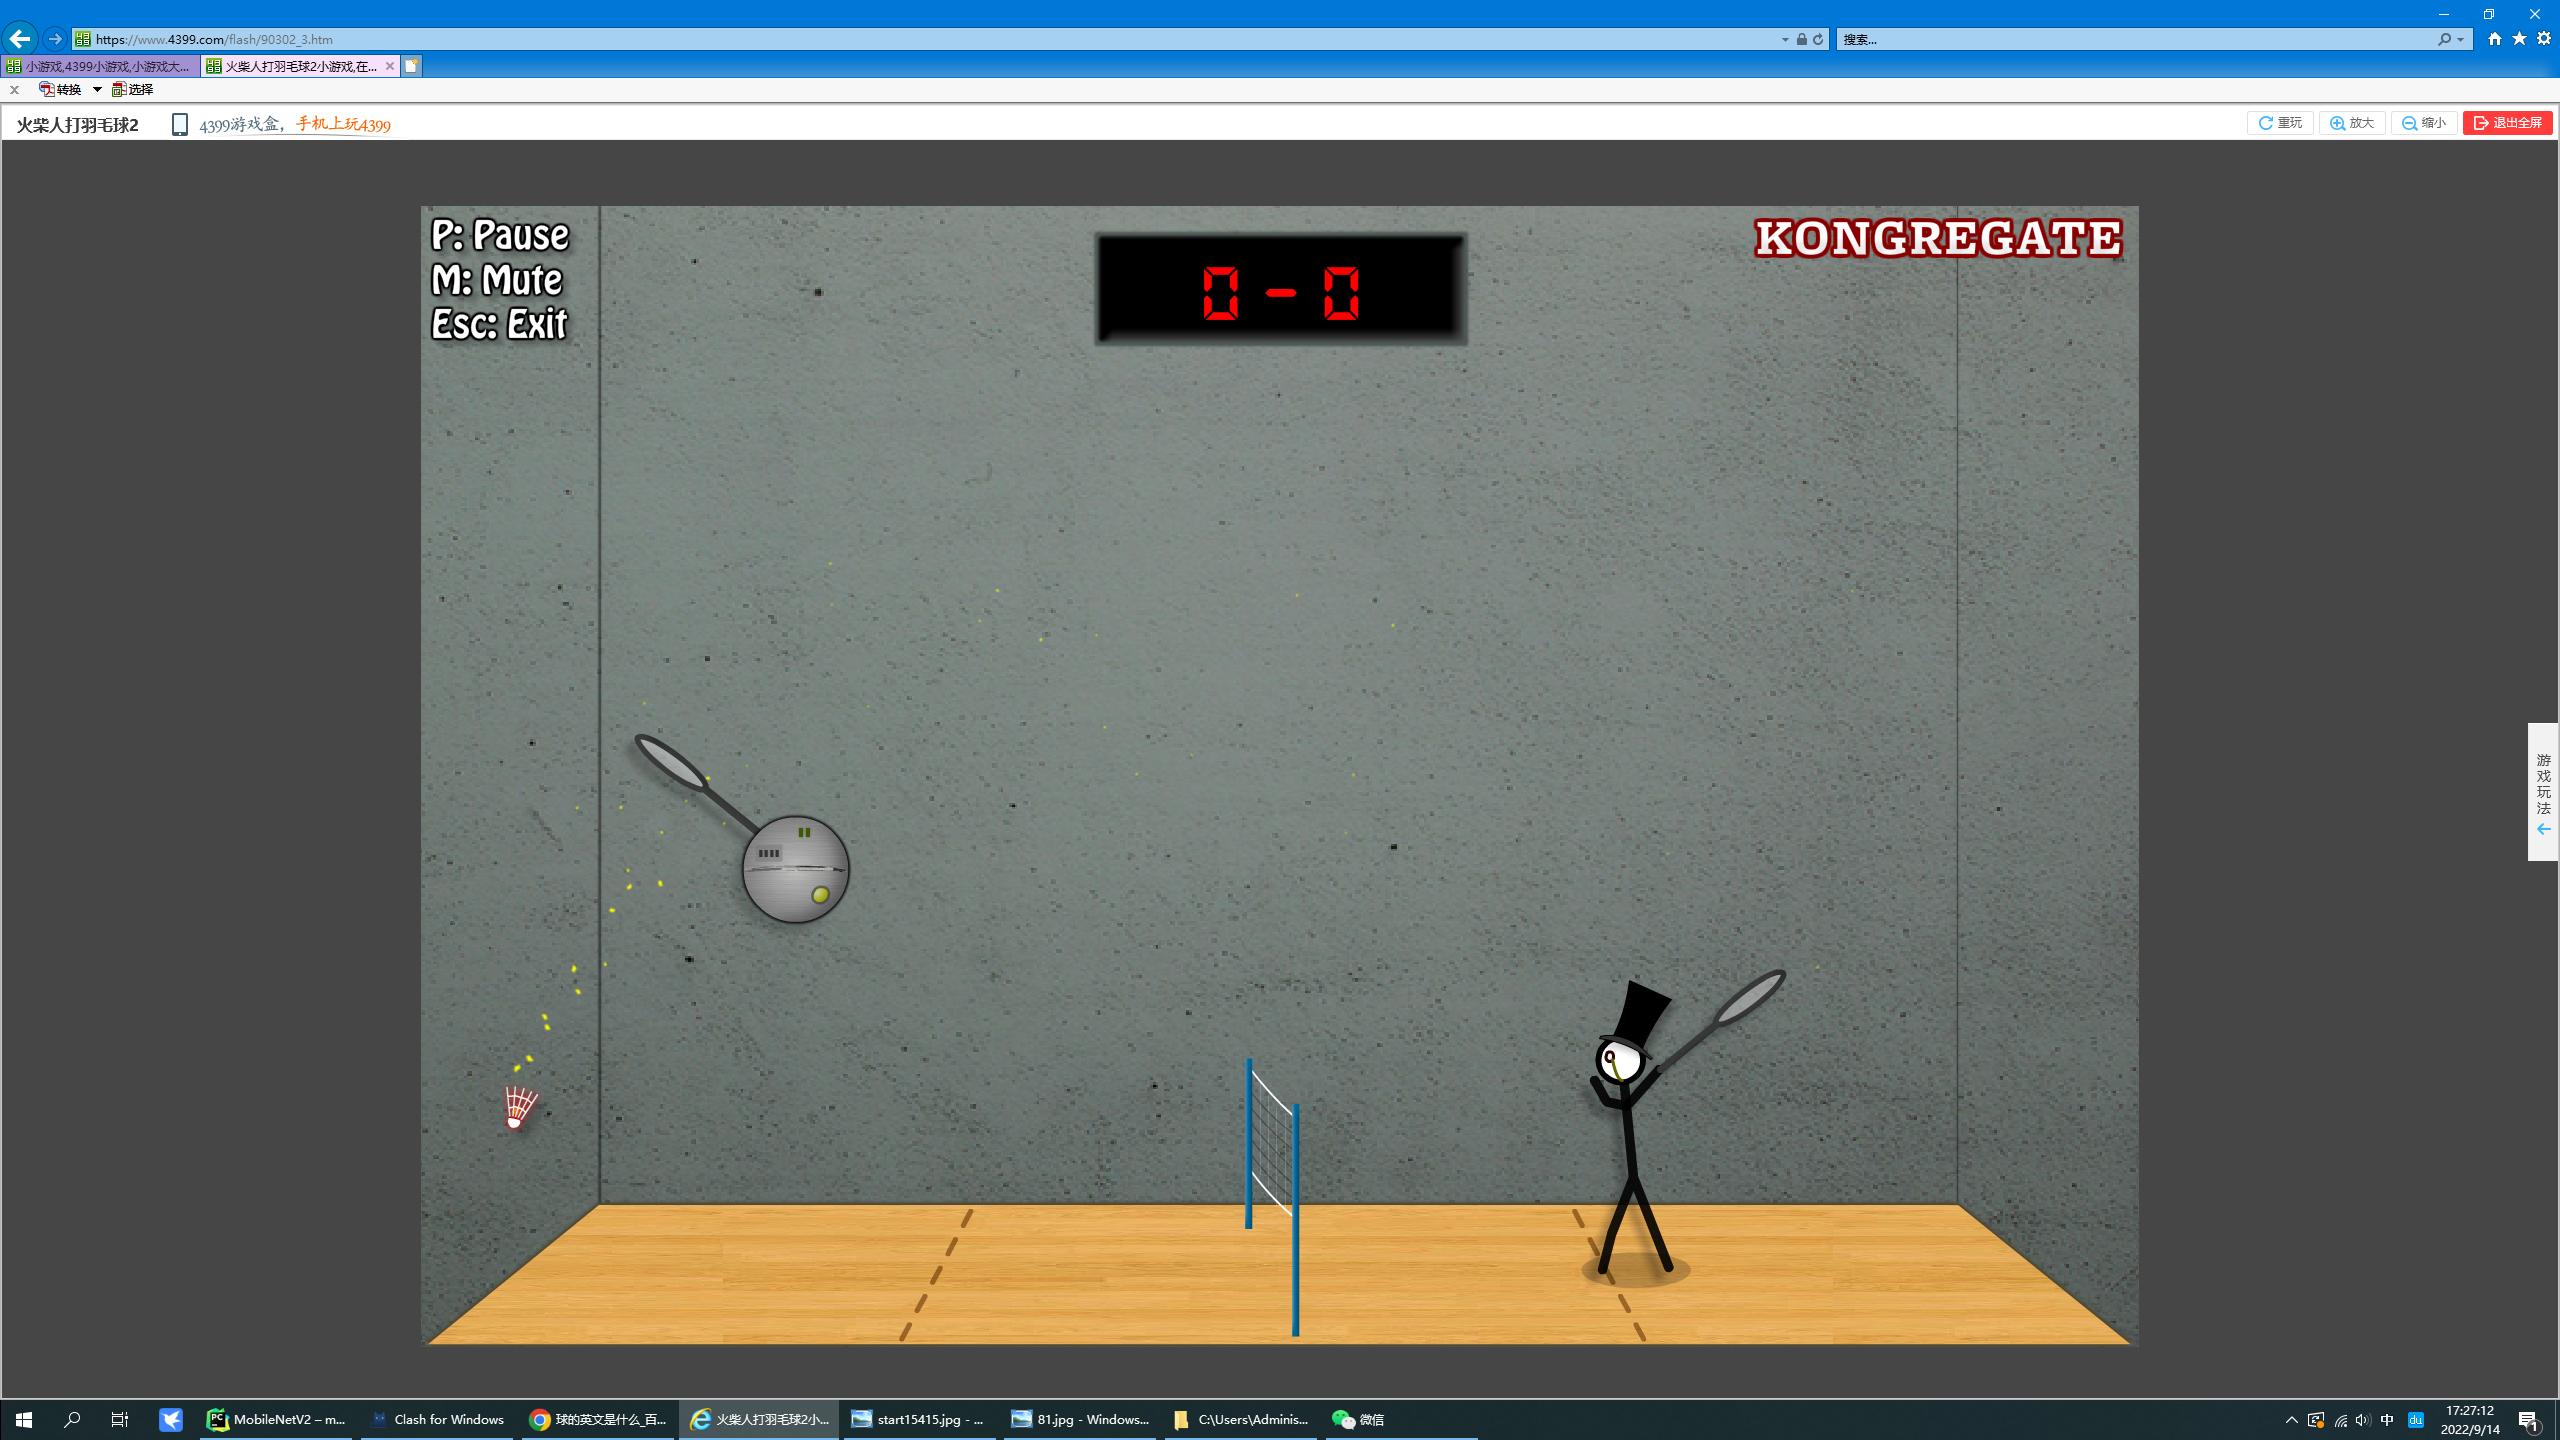 https://www.4399.com/flash/90302_3.htm
搜索...
小游戏,4399小游戏,小游戏大...
火柴人打羽毛球2小游戏,在...
转换
选择
火柴人打羽毛球2
4399游戏盒，手机上玩4399
重玩
放大
缩小
退出全屏
P: Pause
M: Mute
Esc: Exit
0-0
KONGREGATE
游戏玩法
MobileNetV2 – m...
Clash for Windows
球的英文是什么_百...
火柴人打羽毛球2小...
start15415.jpg - ...
81.jpg - Windows...
C:\Users\Adminis...
微信
中
du
17:27:12
2022/9/14
1